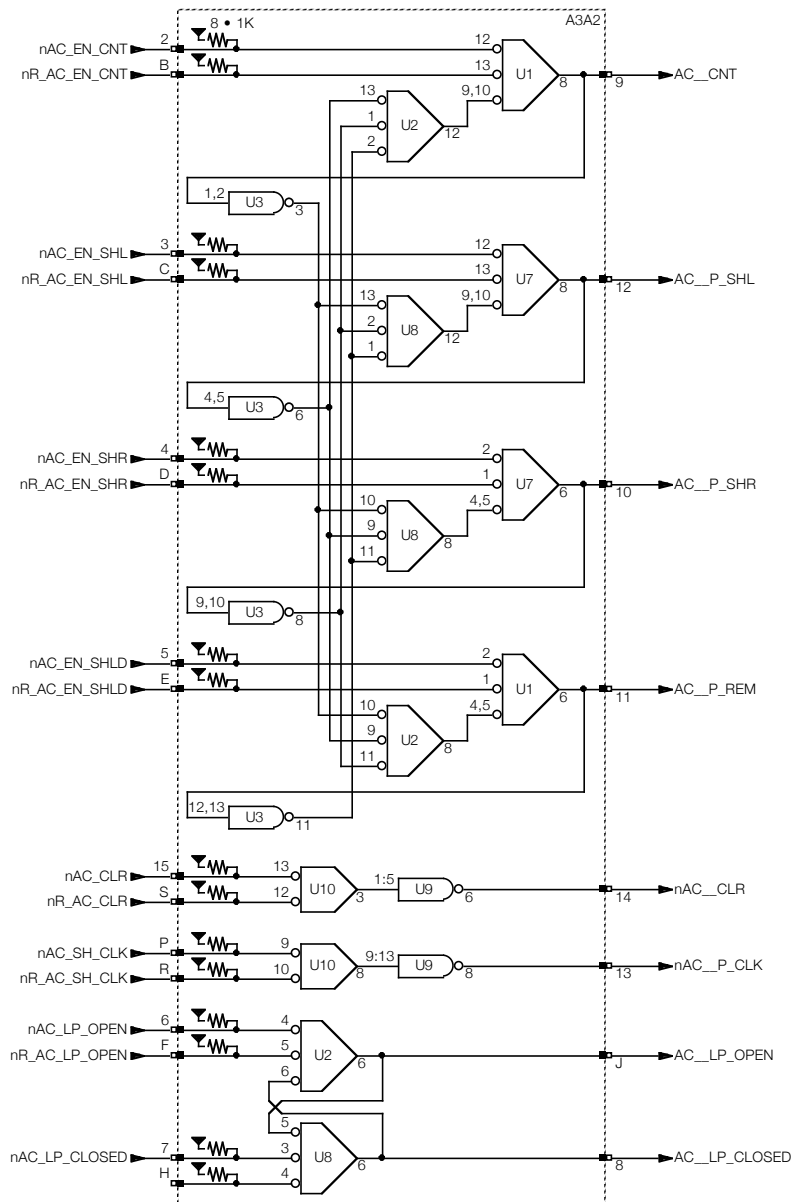 8 • 1K A3A2
nAC_EN_CNT 2 12
nR_AC_EN_CNT B 13 U1 8 9 AC__CNT
13 9,10
1 U2
2 12
1,2 U3 3
nAC_EN_SHL 3 12
nR_AC_EN_SHL C 13 U7 8 12 AC__P_SHL
13 9,10
2 U8
1 12
4,5 U3 6
nAC_EN_SHR 4 2
nR_AC_EN_SHR D 1 U7 6 10 AC__P_SHR
10 4,5
9 U8
11 8
9,10 U3 8
nAC_EN_SHLD 5 2
nR_AC_EN_SHLD E 1 U1 6 11 AC__P_REM
10 4,5
9 U2
11 8
12,13 U3 11
nAC_CLR 15 13 1:5
nR_AC_CLR S 12 U10 3 U9 6 14 nAC__CLR
nAC_SH_CLK P 9 9:13
nR_AC_SH_CLK R 10 U10 8 U9 8 13 nAC__P_CLK
nAC_LP_OPEN 6 4
nR_AC_LP_OPEN F 5 U2 6 J AC__LP_OPEN
6
5
nAC_LP_CLOSED 7 3 U8 6 8 AC__LP_CLOSED
H 4